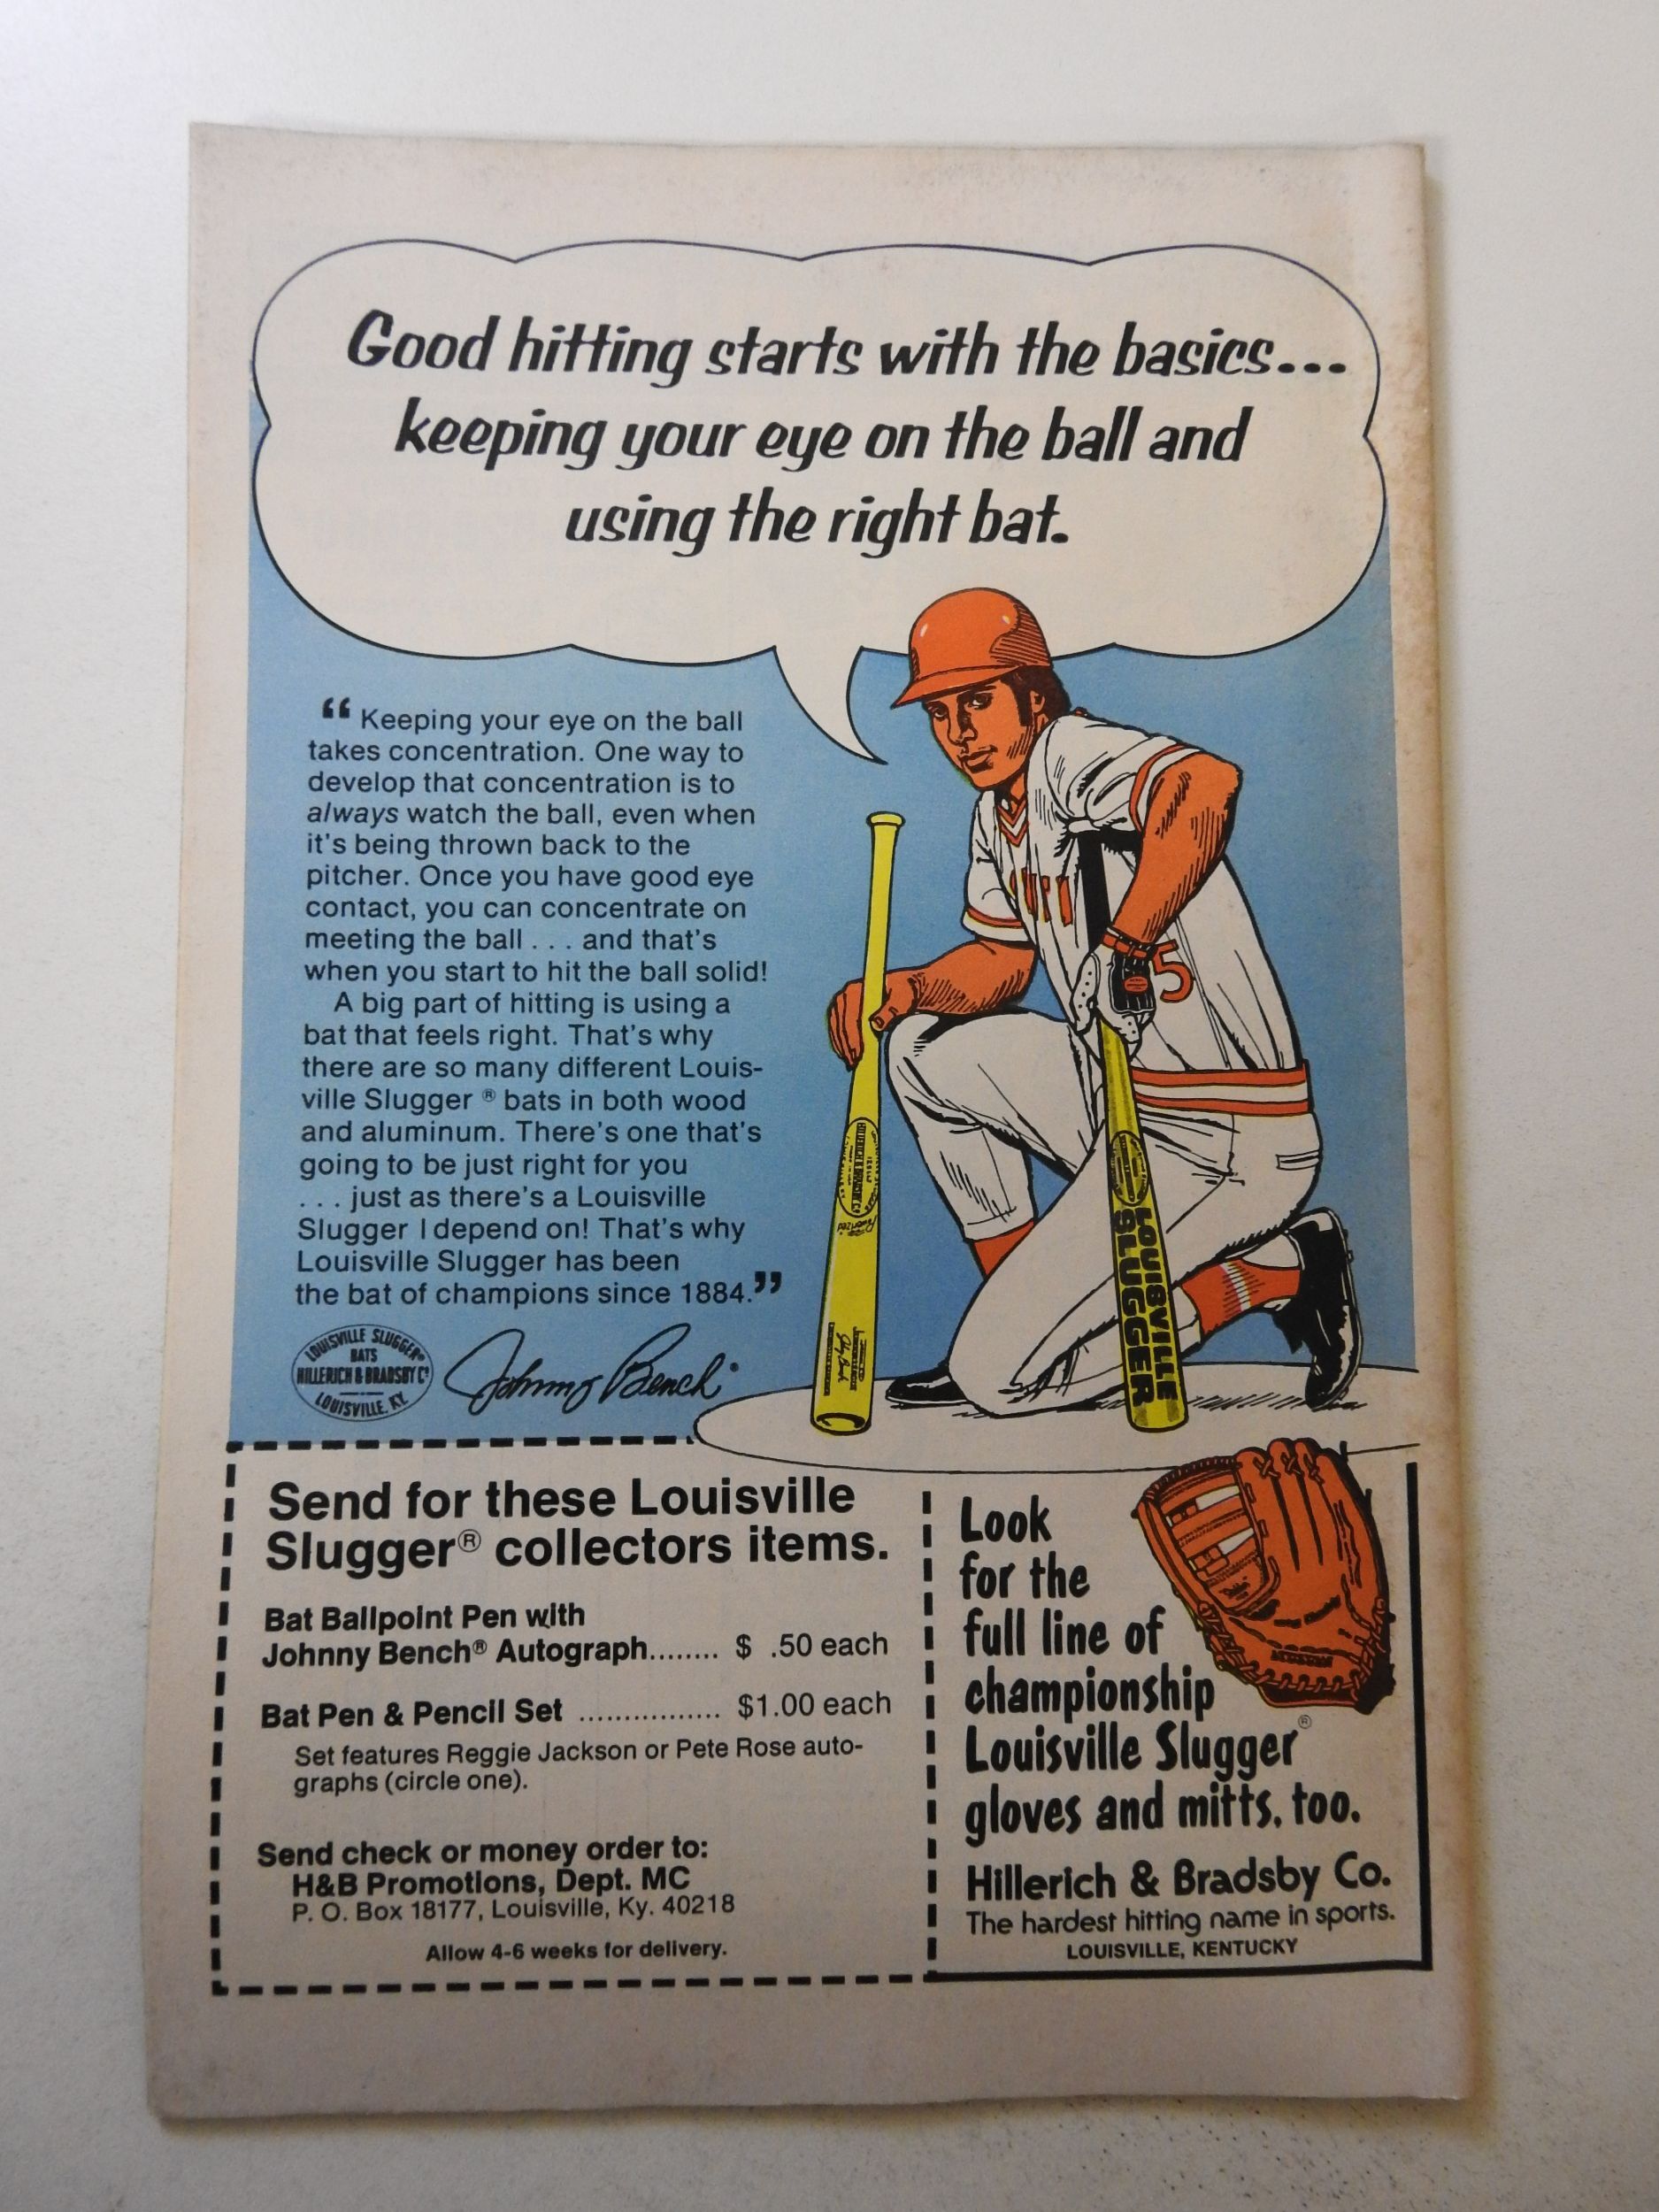 Good hitting starts with the basics...
keeping your eye on the ball and
using the right bat.
“ Keeping your eye on the ball
takes concentration. One way to
develop that concentration is to
always watch the ball, even when
it's being thrown back to the
pitcher. Once you have good eye
contact, you can concentrate on
meeting the ball . . . and that's
when you start to hit the ball solid!
A big part of hitting is using a
bat that feels right. That's why
there are so many different Louis-
ville Slugger ® bats in both wood
and aluminum. There's one that's
going to be just right for you
. . . just as there's a Louisville
Slugger I depend on! That's why
Louisville Slugger has been
the bat of champions since 1884.”
LOUISVILLE SLUGGER®
BATS
HILLERICH & BRADSBY Co
LOUISVILLE, KY.
Johnny Bench
5
LOUISVILLE
SLUGGER
Send for these Louisville
Slugger® collectors items.
Bat Ballpoint Pen with
Johnny Bench® Autograph........ $ .50 each
Bat Pen & Pencil Set ................ $1.00 each
Set features Reggie Jackson or Pete Rose auto-
graphs (circle one).
Send check or money order to:
H&B Promotions, Dept. MC
P. O. Box 18177, Louisville, Ky. 40218
Allow 4-6 weeks for delivery.
Look
for the
full line of
championship
Louisville Slugger®
gloves and mitts, too.
Hillerich & Bradsby Co.
The hardest hitting name in sports.
LOUISVILLE, KENTUCKY